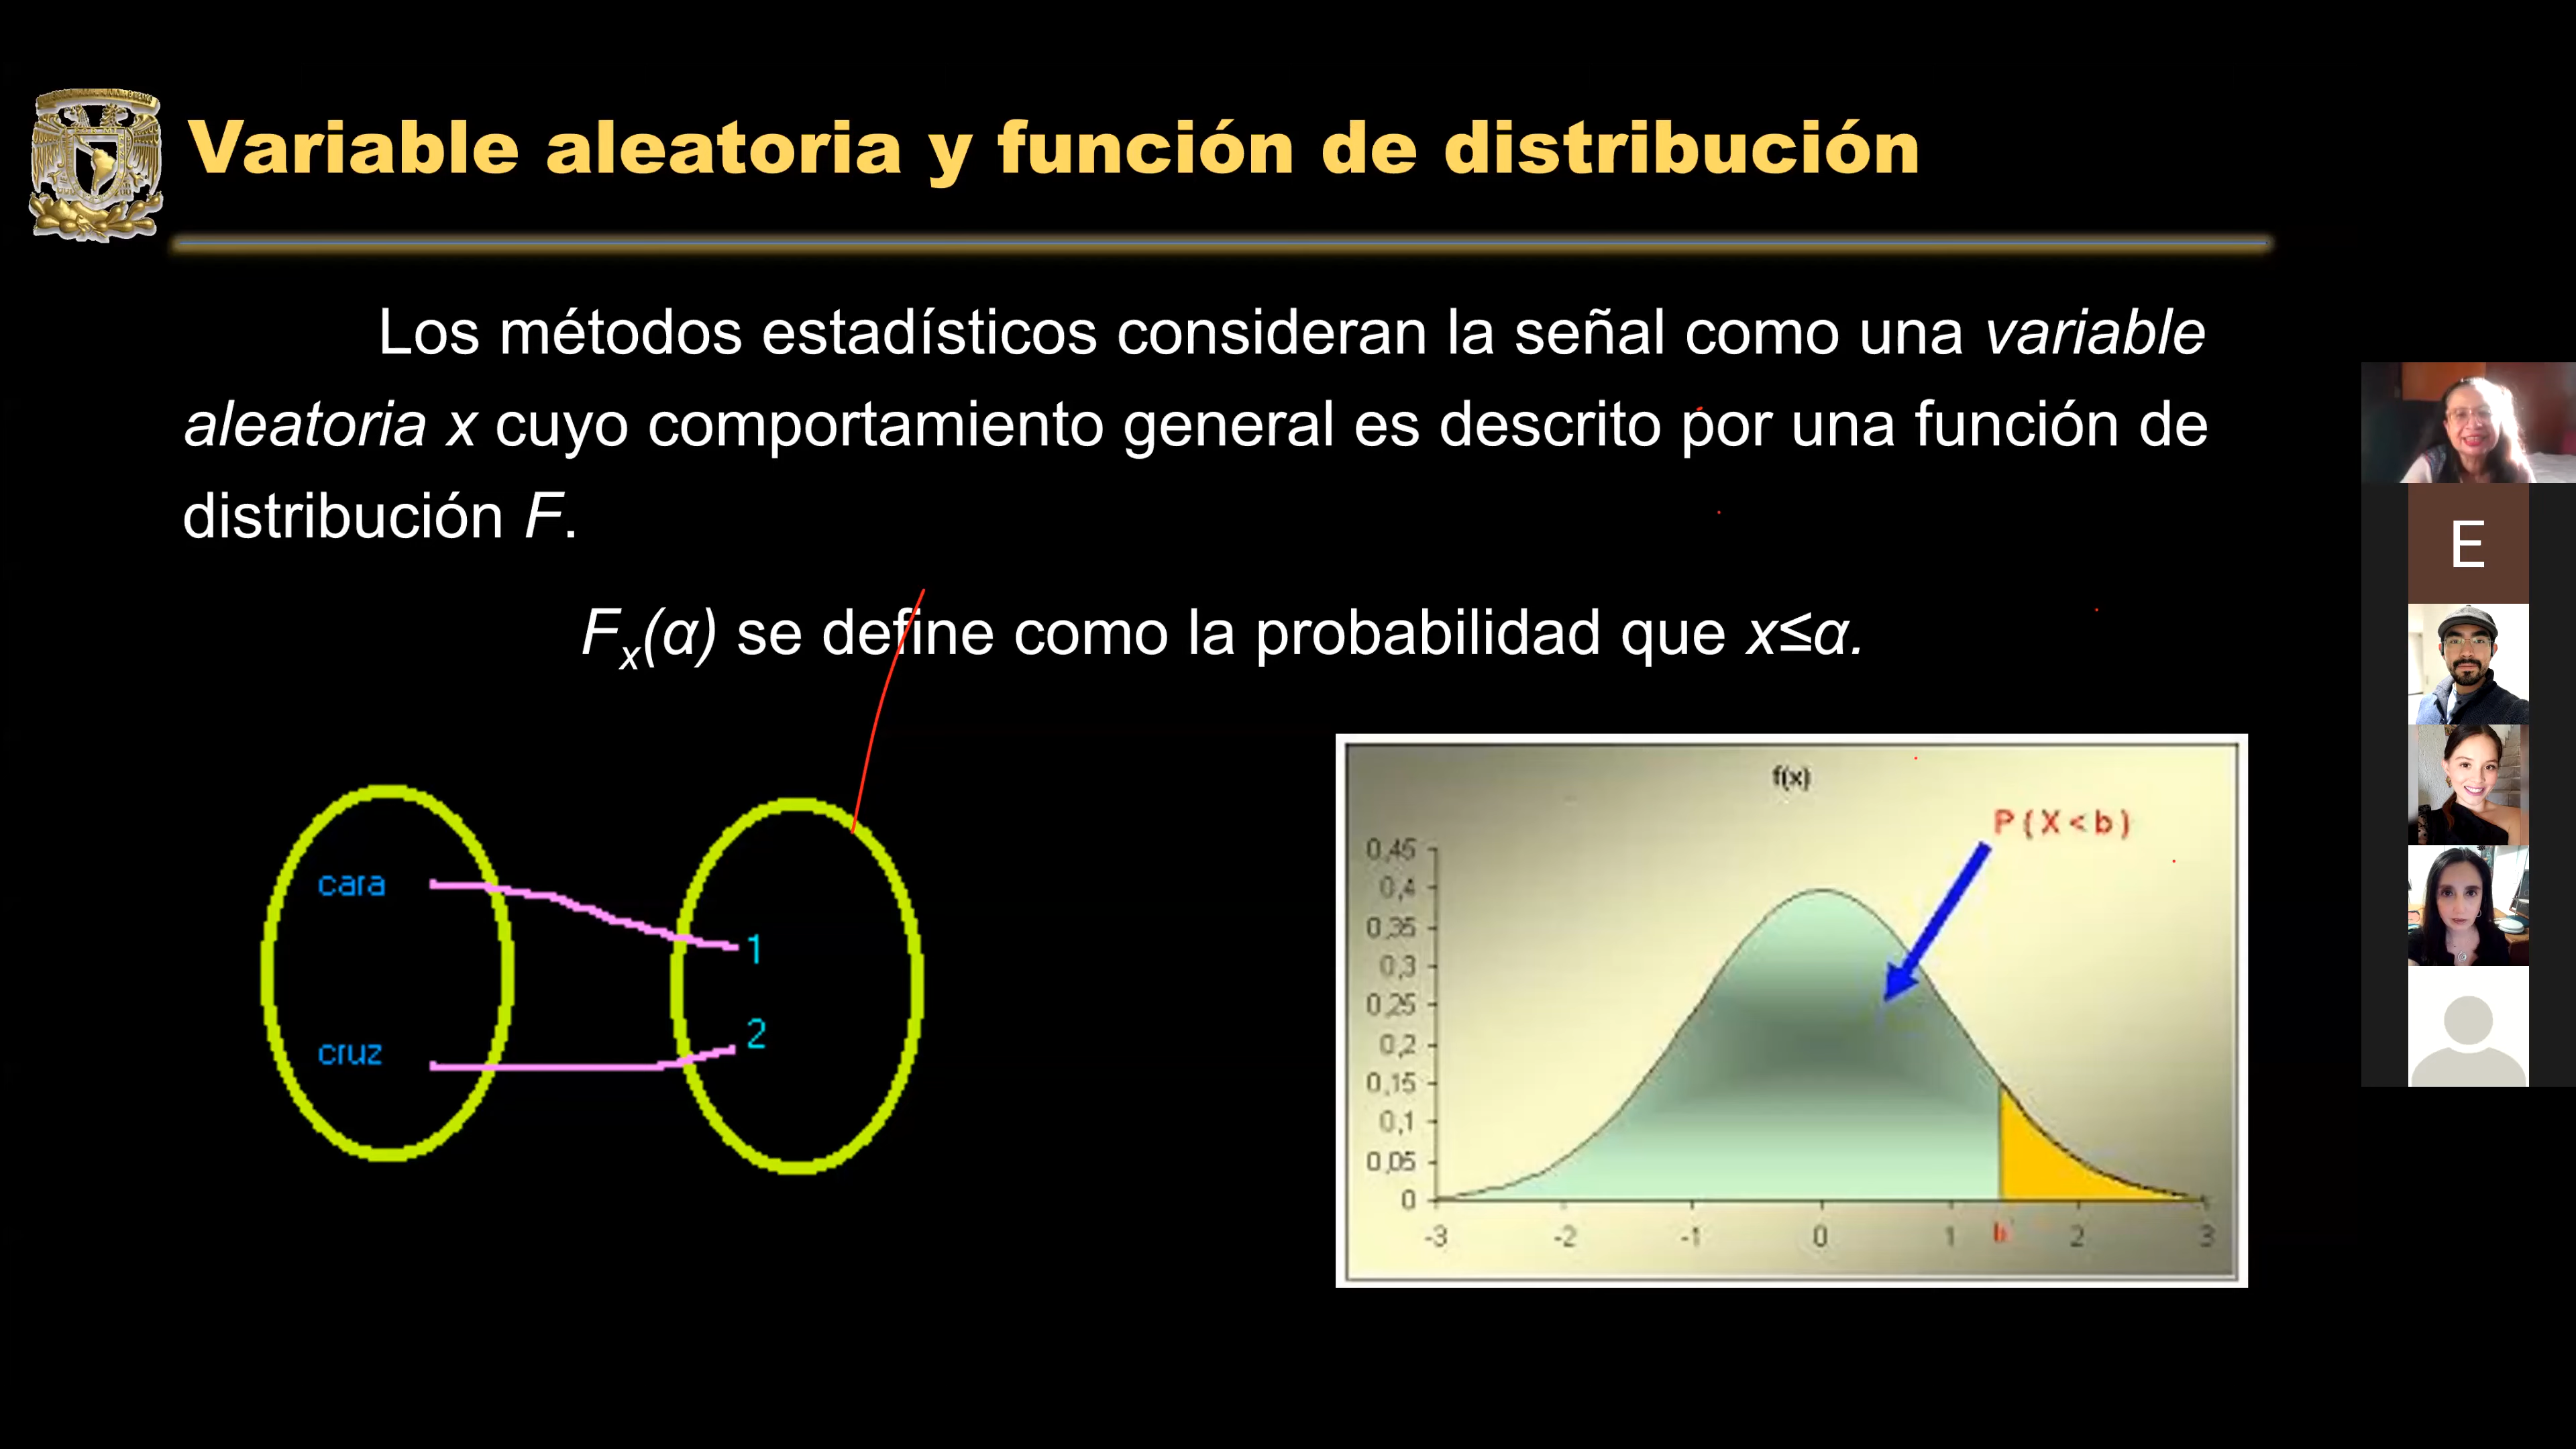 Variable aleatoria y función de distribución
Los métodos estadísticos consideran la señal como una variable
aleatoria x cuyo comportamiento general es descrito por una función de
distribución F.
Fx(α) se define como la probabilidad que x≤α.
cara
cruz
1
2
f(x)
P(X<b)
0,45
0,4
0,35
0,3
0,25
0,2
0,15
0,1
0,05
0
-3 -2 -1 0 1 b 2 3
E